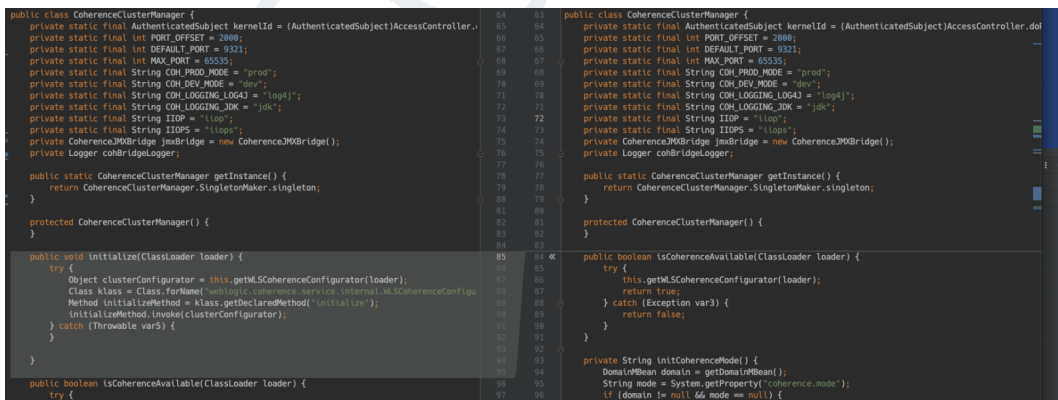 public class CoherenceClusterManager { 64
private static final AuthenticatedSubject kernelId = (AuthenticatedSubject)AccessController. 65
private static final int PORT_OFFSET = 2000; 66
private static final int DEFAULT_PORT = 9321; 67
private static final int MAX_PORT = 65535; 68
private static final String COH_PROD_MODE = "prod"; 69
private static final String COH_DEV_MODE = "dev"; 70
private static final String COH_LOGGING_LOG4J = "log4j"; 71
private static final String COH_LOGGING_JDK = "jdk"; 72
private static final String IIOP = "iiop"; 73
private static final String IIOPS = "iiops"; 74
private CoherenceJMXBridge jmxBridge = new CoherenceJMXBridge(); 75
private Logger cohBridgeLogger; 76
77
public static CoherenceClusterManager getInstance() { 78
return CoherenceClusterManager.SingletonMaker.singleton; 79
} 80
81
protected CoherenceClusterManager() { 82
} 83
84
public void initialize(ClassLoader loader) { 85
try { 86
Object clusterConfigurator = this.getWLSCoherenceConfigurator(loader); 87
Class klass = Class.forName("weblogic.coherence.service.internal.WLSCoherenceConfigu 88
Method initializeMethod = klass.getDeclaredMethod("initialize"); 89
initializeMethod.invoke(clusterConfigurator); 90
} catch (Throwable var5) { 91
} 92
93
} 94
95
public boolean isCoherenceAvailable(ClassLoader loader) { 96
try { 97
63 public class CoherenceClusterManager {
64 private static final AuthenticatedSubject kernelId = (AuthenticatedSubject)AccessController.do
65 private static final int PORT_OFFSET = 2000;
66 private static final int DEFAULT_PORT = 9321;
67 private static final int MAX_PORT = 65535;
68 private static final String COH_PROD_MODE = "prod";
69 private static final String COH_DEV_MODE = "dev";
70 private static final String COH_LOGGING_LOG4J = "log4j";
71 private static final String COH_LOGGING_JDK = "jdk";
72 private static final String IIOP = "iiop";
73 private static final String IIOPS = "iiops";
74 private CoherenceJMXBridge jmxBridge = new CoherenceJMXBridge();
75 private Logger cohBridgeLogger;
76
77 public static CoherenceClusterManager getInstance() {
78 return CoherenceClusterManager.SingletonMaker.singleton;
79 }
80
81 protected CoherenceClusterManager() {
82 }
83
84 « public boolean isCoherenceAvailable(ClassLoader loader) {
85 try {
86 this.getWLSCoherenceConfigurator(loader);
87 return true;
88 } catch (Exception var3) {
89 return false;
90 }
91 }
92
93 private String initCoherenceMode() {
94 DomainMBean domain = getDomainMBean();
95 String mode = System.getProperty("coherence.mode");
96 if (domain != null && mode == null) {